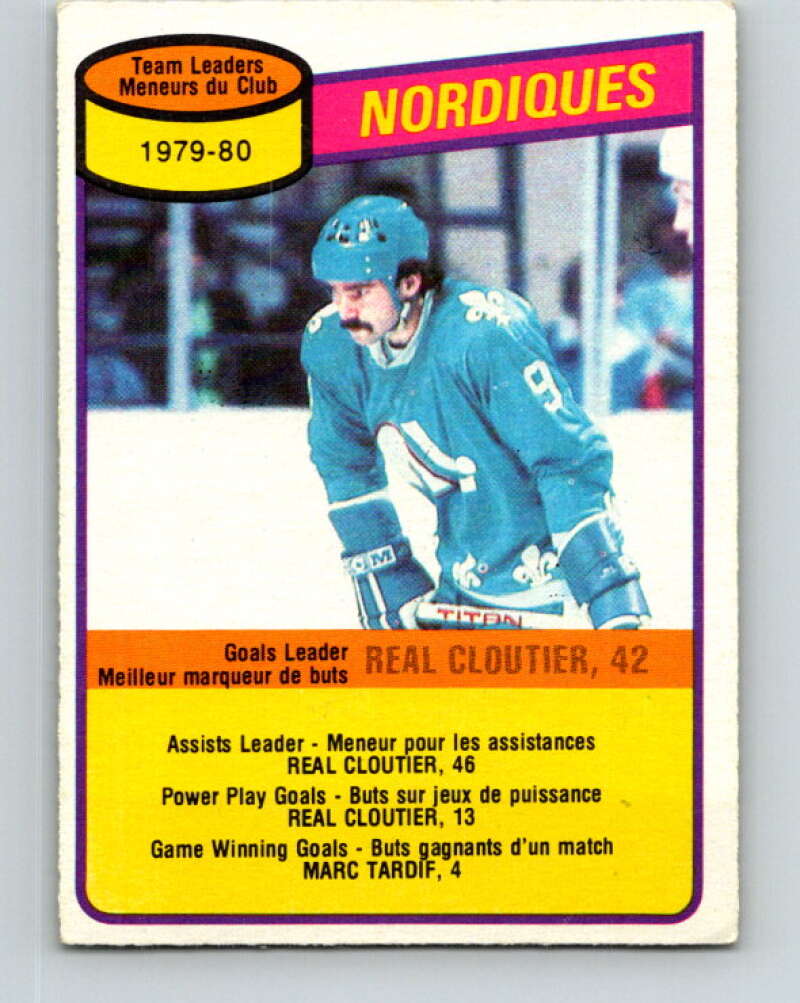 Team Leaders
Meneurs du Club
1979-80
NORDIQUES
9
COM
TITAN
Goals Leader
Meilleur marqueur de buts
REAL CLOUTIER, 42
Assists Leader - Meneur pour les assistances
REAL CLOUTIER, 46
Power Play Goals - Buts sur jeux de puissance
REAL CLOUTIER, 13
Game Winning Goals - Buts gagnants d'un match
MARC TARDIF, 4